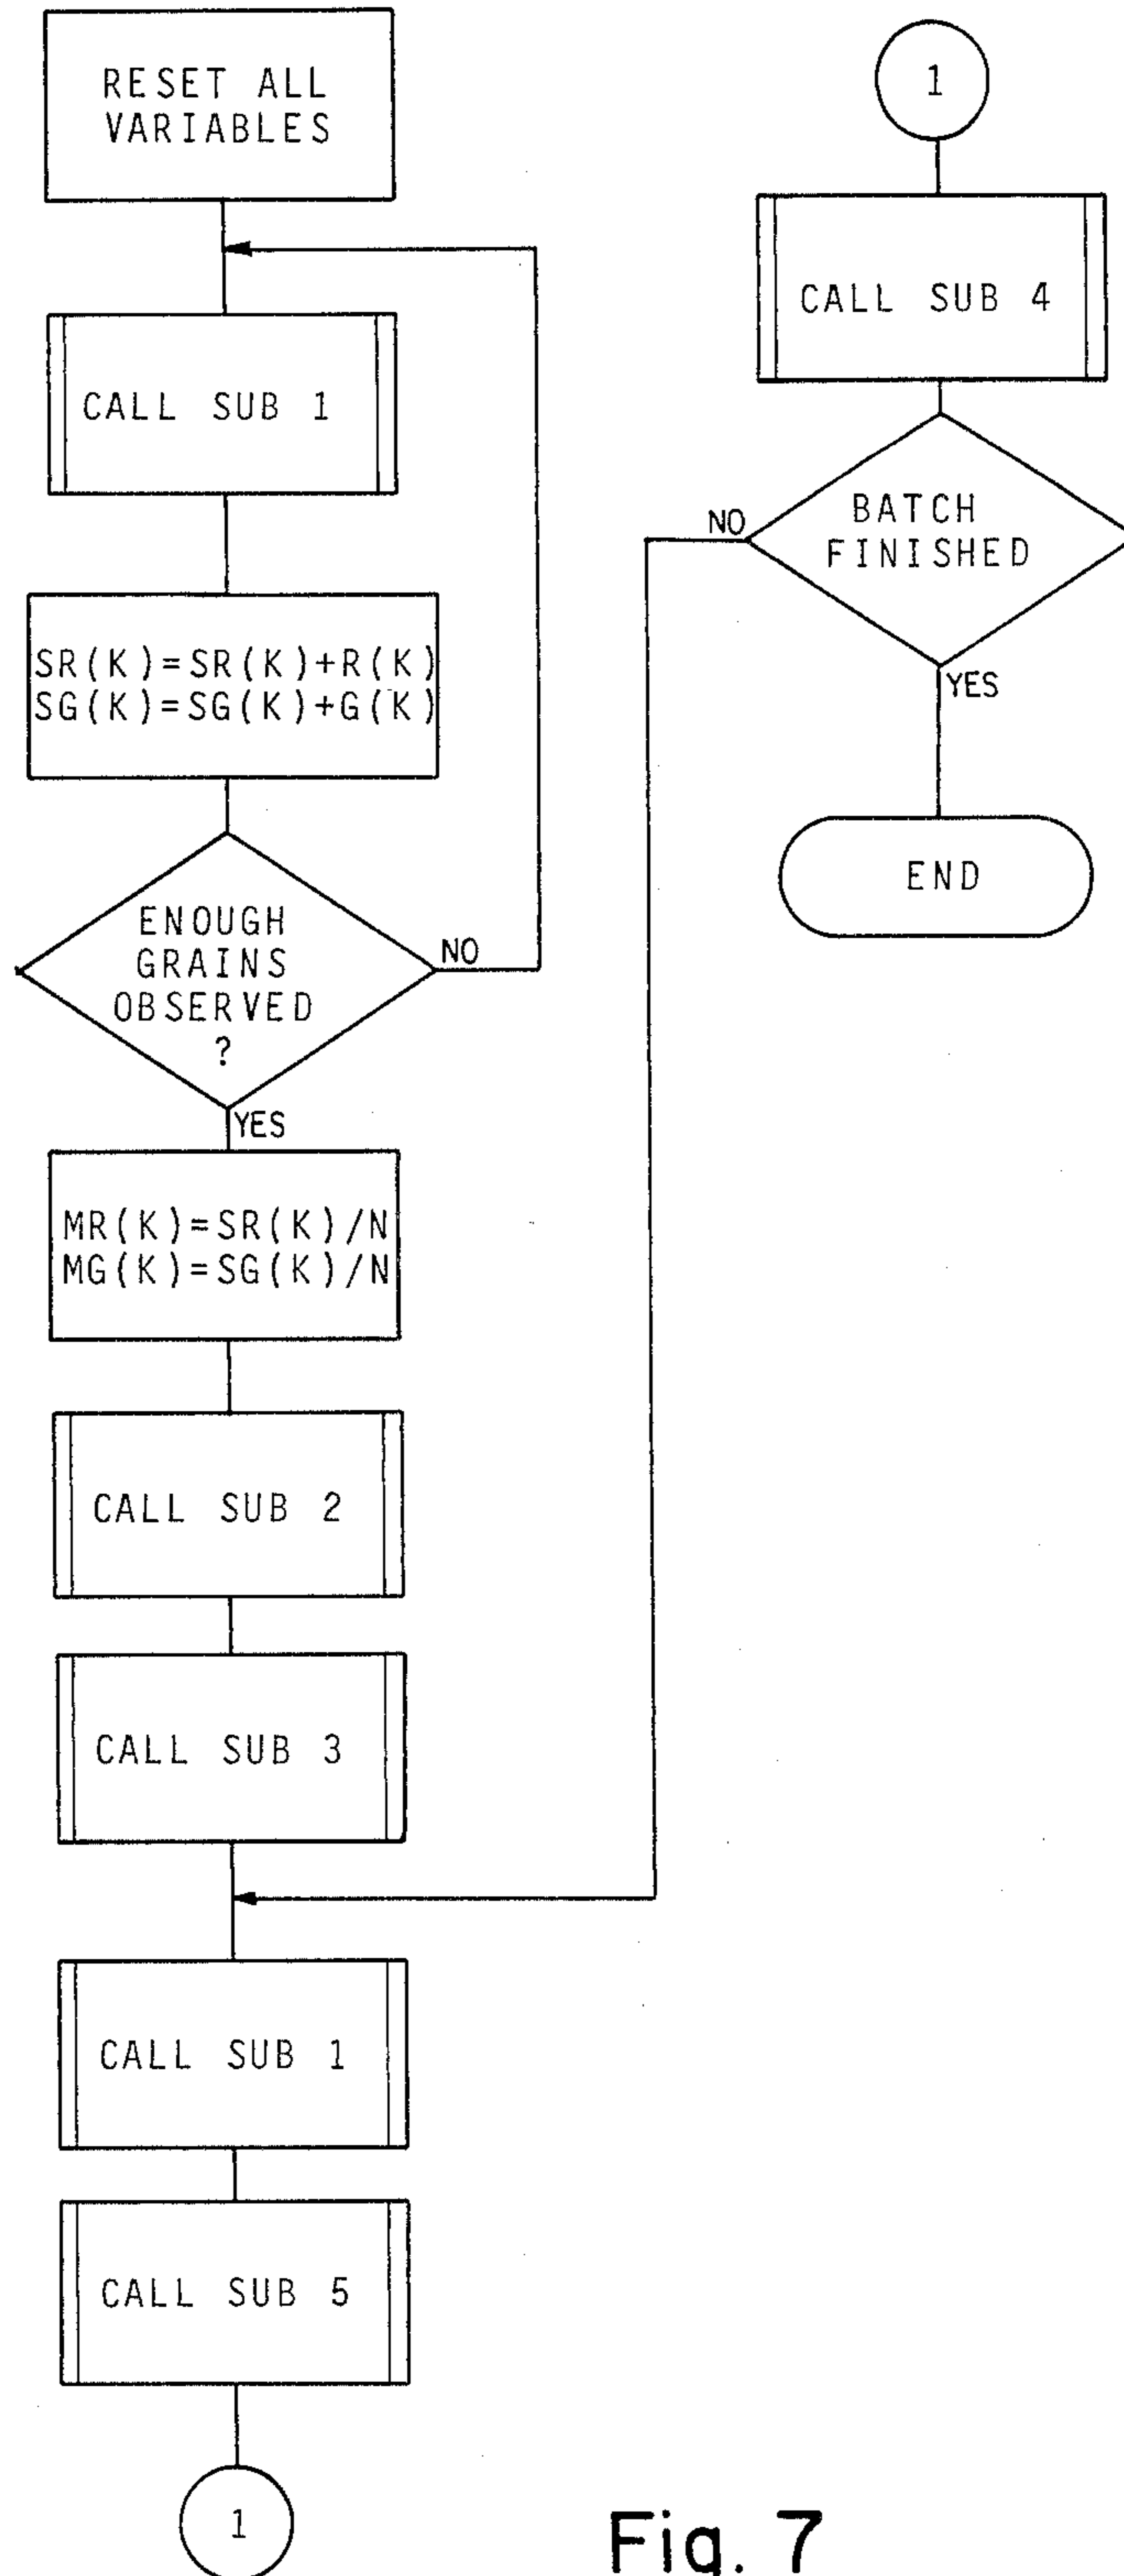 RESET ALL
VARIABLES
CALL SUB 1
SR(K)=SR(K)+R(K)
SG(K)=SG(K)+G(K)
ENOUGH
GRAINS
OBSERVED
?
NO
YES
MR(K)=SR(K)/N
MG(K)=SG(K)/N
CALL SUB 2
CALL SUB 3
CALL SUB 1
CALL SUB 5
1
1
CALL SUB 4
BATCH
FINISHED
NO
YES
END
Fig. 7